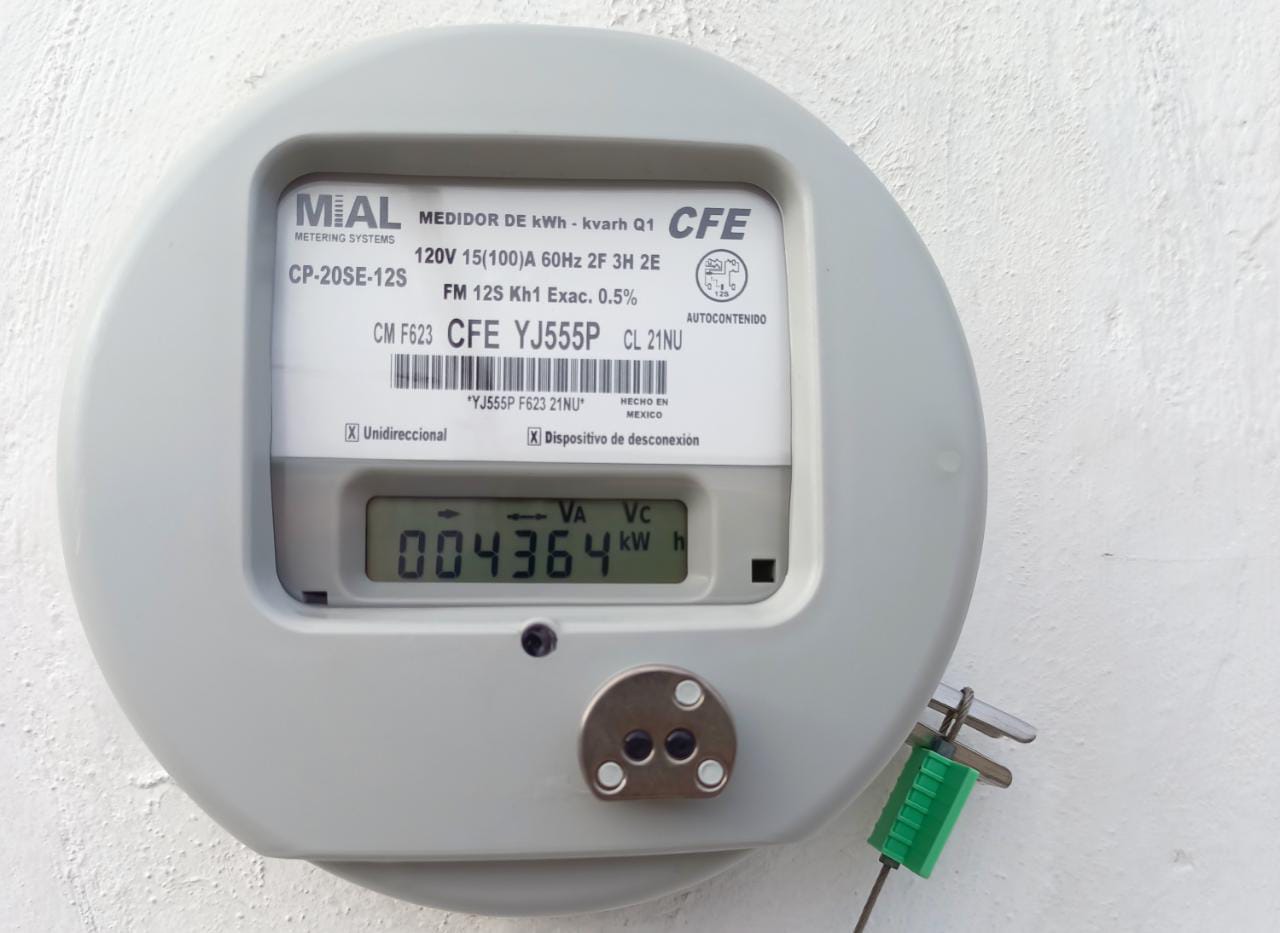 MIAL
METERING SYSTEMS
MEDIDOR DE kWh - kvarh Q1
CFE
120V 15(100)A 60Hz 2F 3H 2E
CP-20SE-12S
FM 12S Kh1 Exac. 0.5%
12S
AUTOCONTENIDO
CM F623 CFE YJ555P CL 21NU
*YJ555P F623 21NU*
HECHO EN
MEXICO
X Unidireccional
X Dispositivo de desconexión
VA VC
004364 kW h